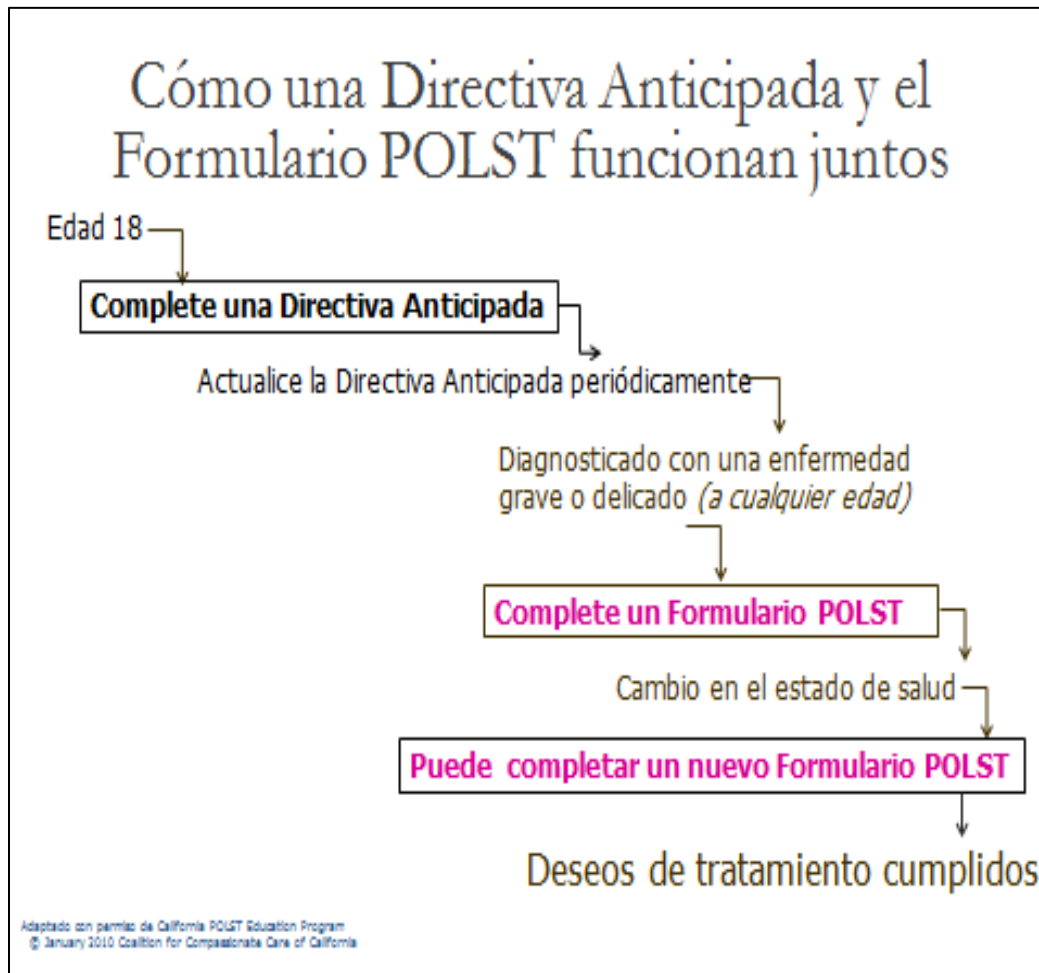 Cómo una Directiva Anticipada y el
Formulario POLST funcionan juntos
Edad 18
Complete una Directiva Anticipada
Actualice la Directiva Anticipada periódicamente
Diagnosticado con una enfermedad
grave o delicado (a cualquier edad)
Complete un Formulario POLST
Cambio en el estado de salud
Puede completar un nuevo Formulario POLST
Deseos de tratamiento cumplidos
Adaptado con permiso de California POLST Education Program
© January 2010 Coalition for Compassionate Care of California